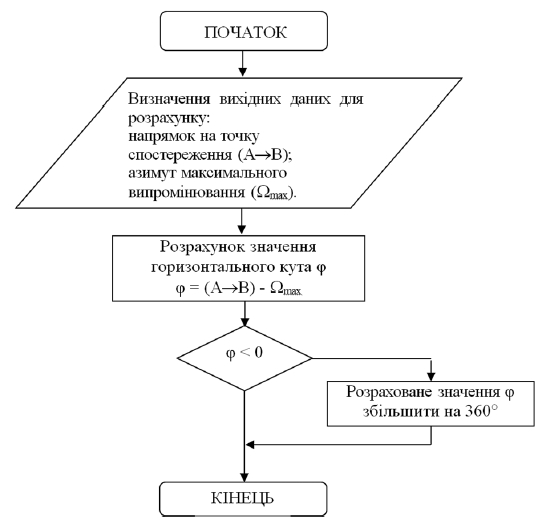 ПОЧАТОК
Визначення вихідних даних для
розрахунку:
напрямок на точку
спостереження (А→В);
азимут максимального
випромінювання (Ωmax).
Розрахунок значення
горизонтального кута φ
φ = (А→В) - Ωmax
φ < 0
Розраховане значення φ
збільшити на 360°
КІНЕЦЬ